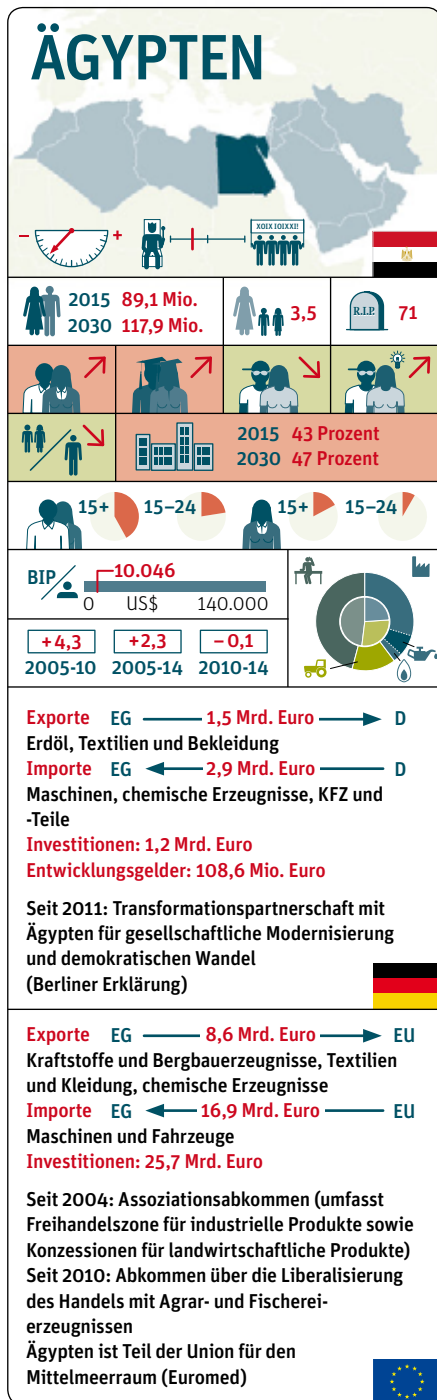 ÄGYPTEN
– +
XOIX IOIXXI!
2015 89,1 Mio.
2030 117,9 Mio.
3,5
R.I.P.
71
2015 43 Prozent
2030 47 Prozent
15+ 15–24 15+ 15–24
BIP/
10.046
0 US$ 140.000
+4,3 +2,3 –0,1
2005-10 2005-14 2010-14
Exporte EG 1,5 Mrd. Euro D
Erdöl, Textilien und Bekleidung
Importe EG 2,9 Mrd. Euro D
Maschinen, chemische Erzeugnisse, KFZ und
-Teile
Investitionen: 1,2 Mrd. Euro
Entwicklungsgelder: 108,6 Mio. Euro
Seit 2011: Transformationspartnerschaft mit
Ägypten für gesellschaftliche Modernisierung
und demokratischen Wandel
(Berliner Erklärung)
Exporte EG 8,6 Mrd. Euro EU
Kraftstoffe und Bergbauerzeugnisse, Textilien
und Kleidung, chemische Erzeugnisse
Importe EG 16,9 Mrd. Euro EU
Maschinen und Fahrzeuge
Investitionen: 25,7 Mrd. Euro
Seit 2004: Assoziationsabkommen (umfasst
Freihandelszone für industrielle Produkte sowie
Konzessionen für landwirtschaftliche Produkte)
Seit 2010: Abkommen über die Liberalisierung
des Handels mit Agrar- und Fischerei-
erzeugnissen
Ägypten ist Teil der Union für den
Mittelmeerraum (Euromed)